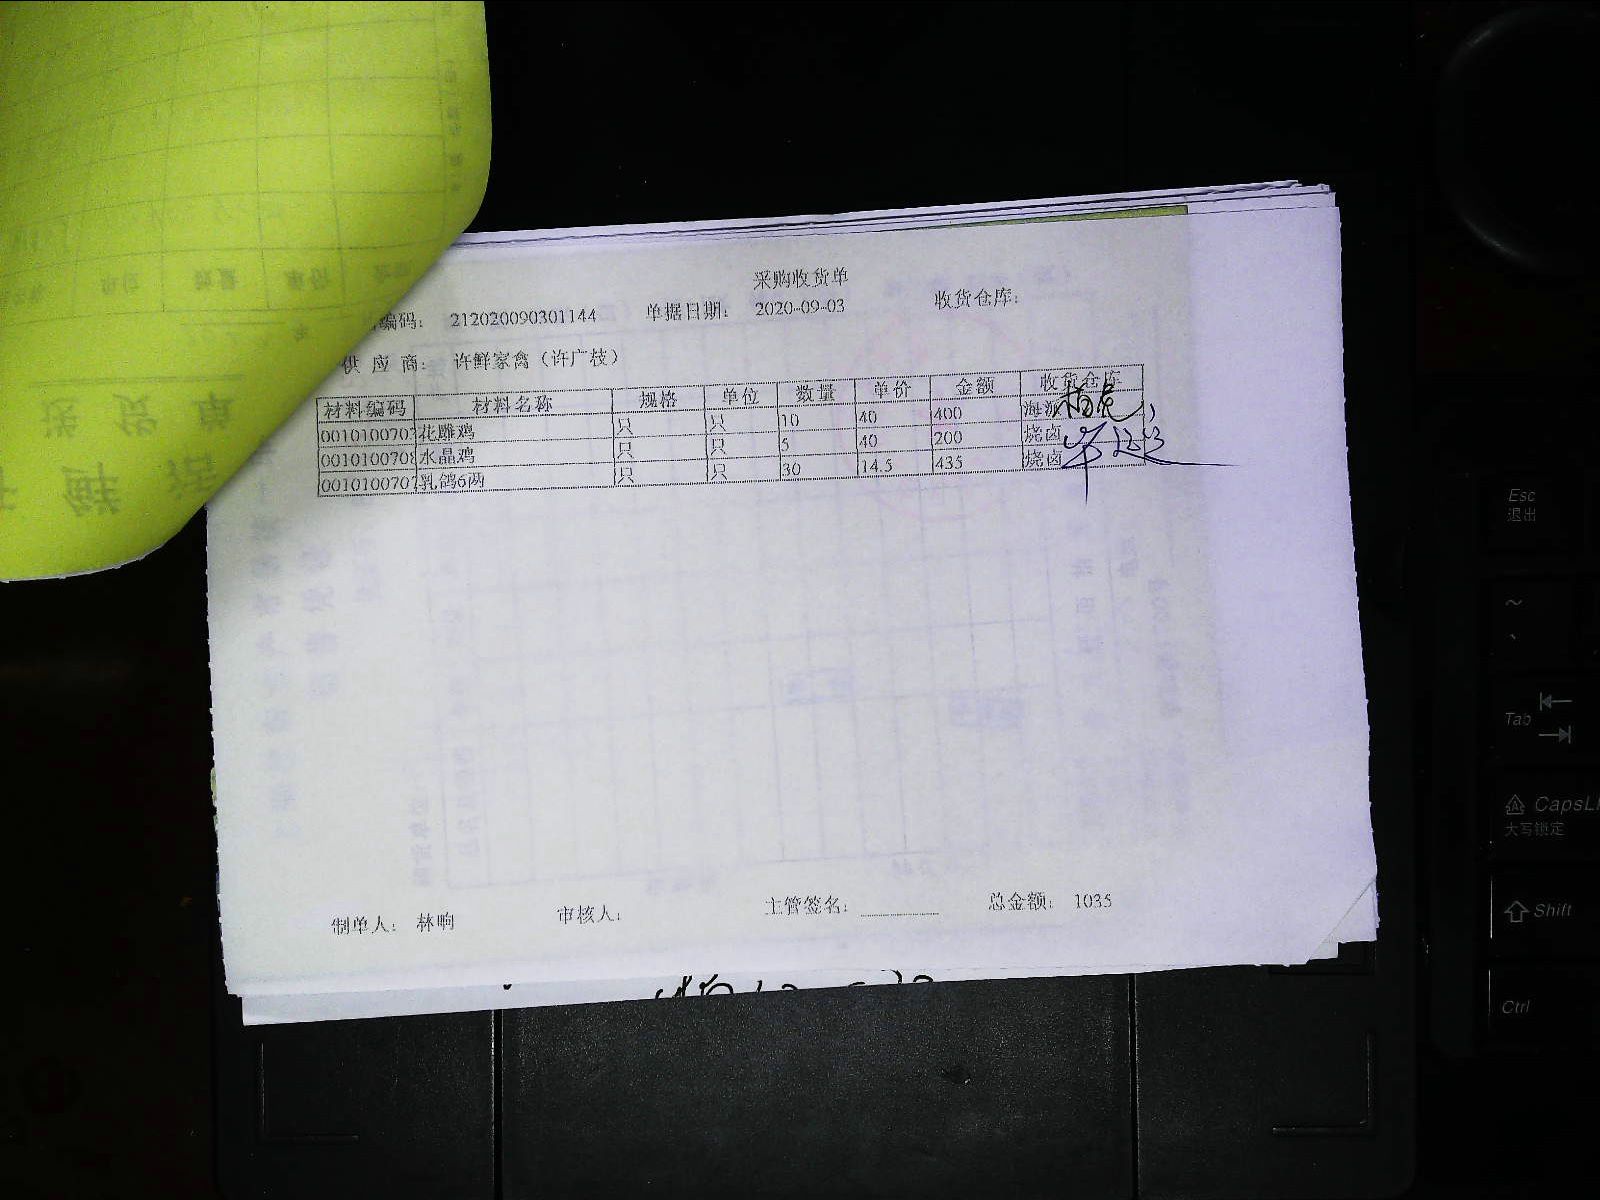 采购收货单
编码： 212020090301144 单据日期： 2020-09-03 收货仓库：
供应商： 许鲜家禽（许广枝）
材料编码 材料名称 规格 单位 数量 单价 金额 收货仓库
001010070 花雕鸡 只 只 10 40 400 海派
001010070 水晶鸡 只 只 5 40 200 烧卤
001010070 乳鸽6两 只 只 30 14.5 435 烧卤
制单人： 林晌 审核人： 主管签名： 总金额： 1035
Esc
退出
~
Tab
CapsL
大写锁定
Shift
Ctrl